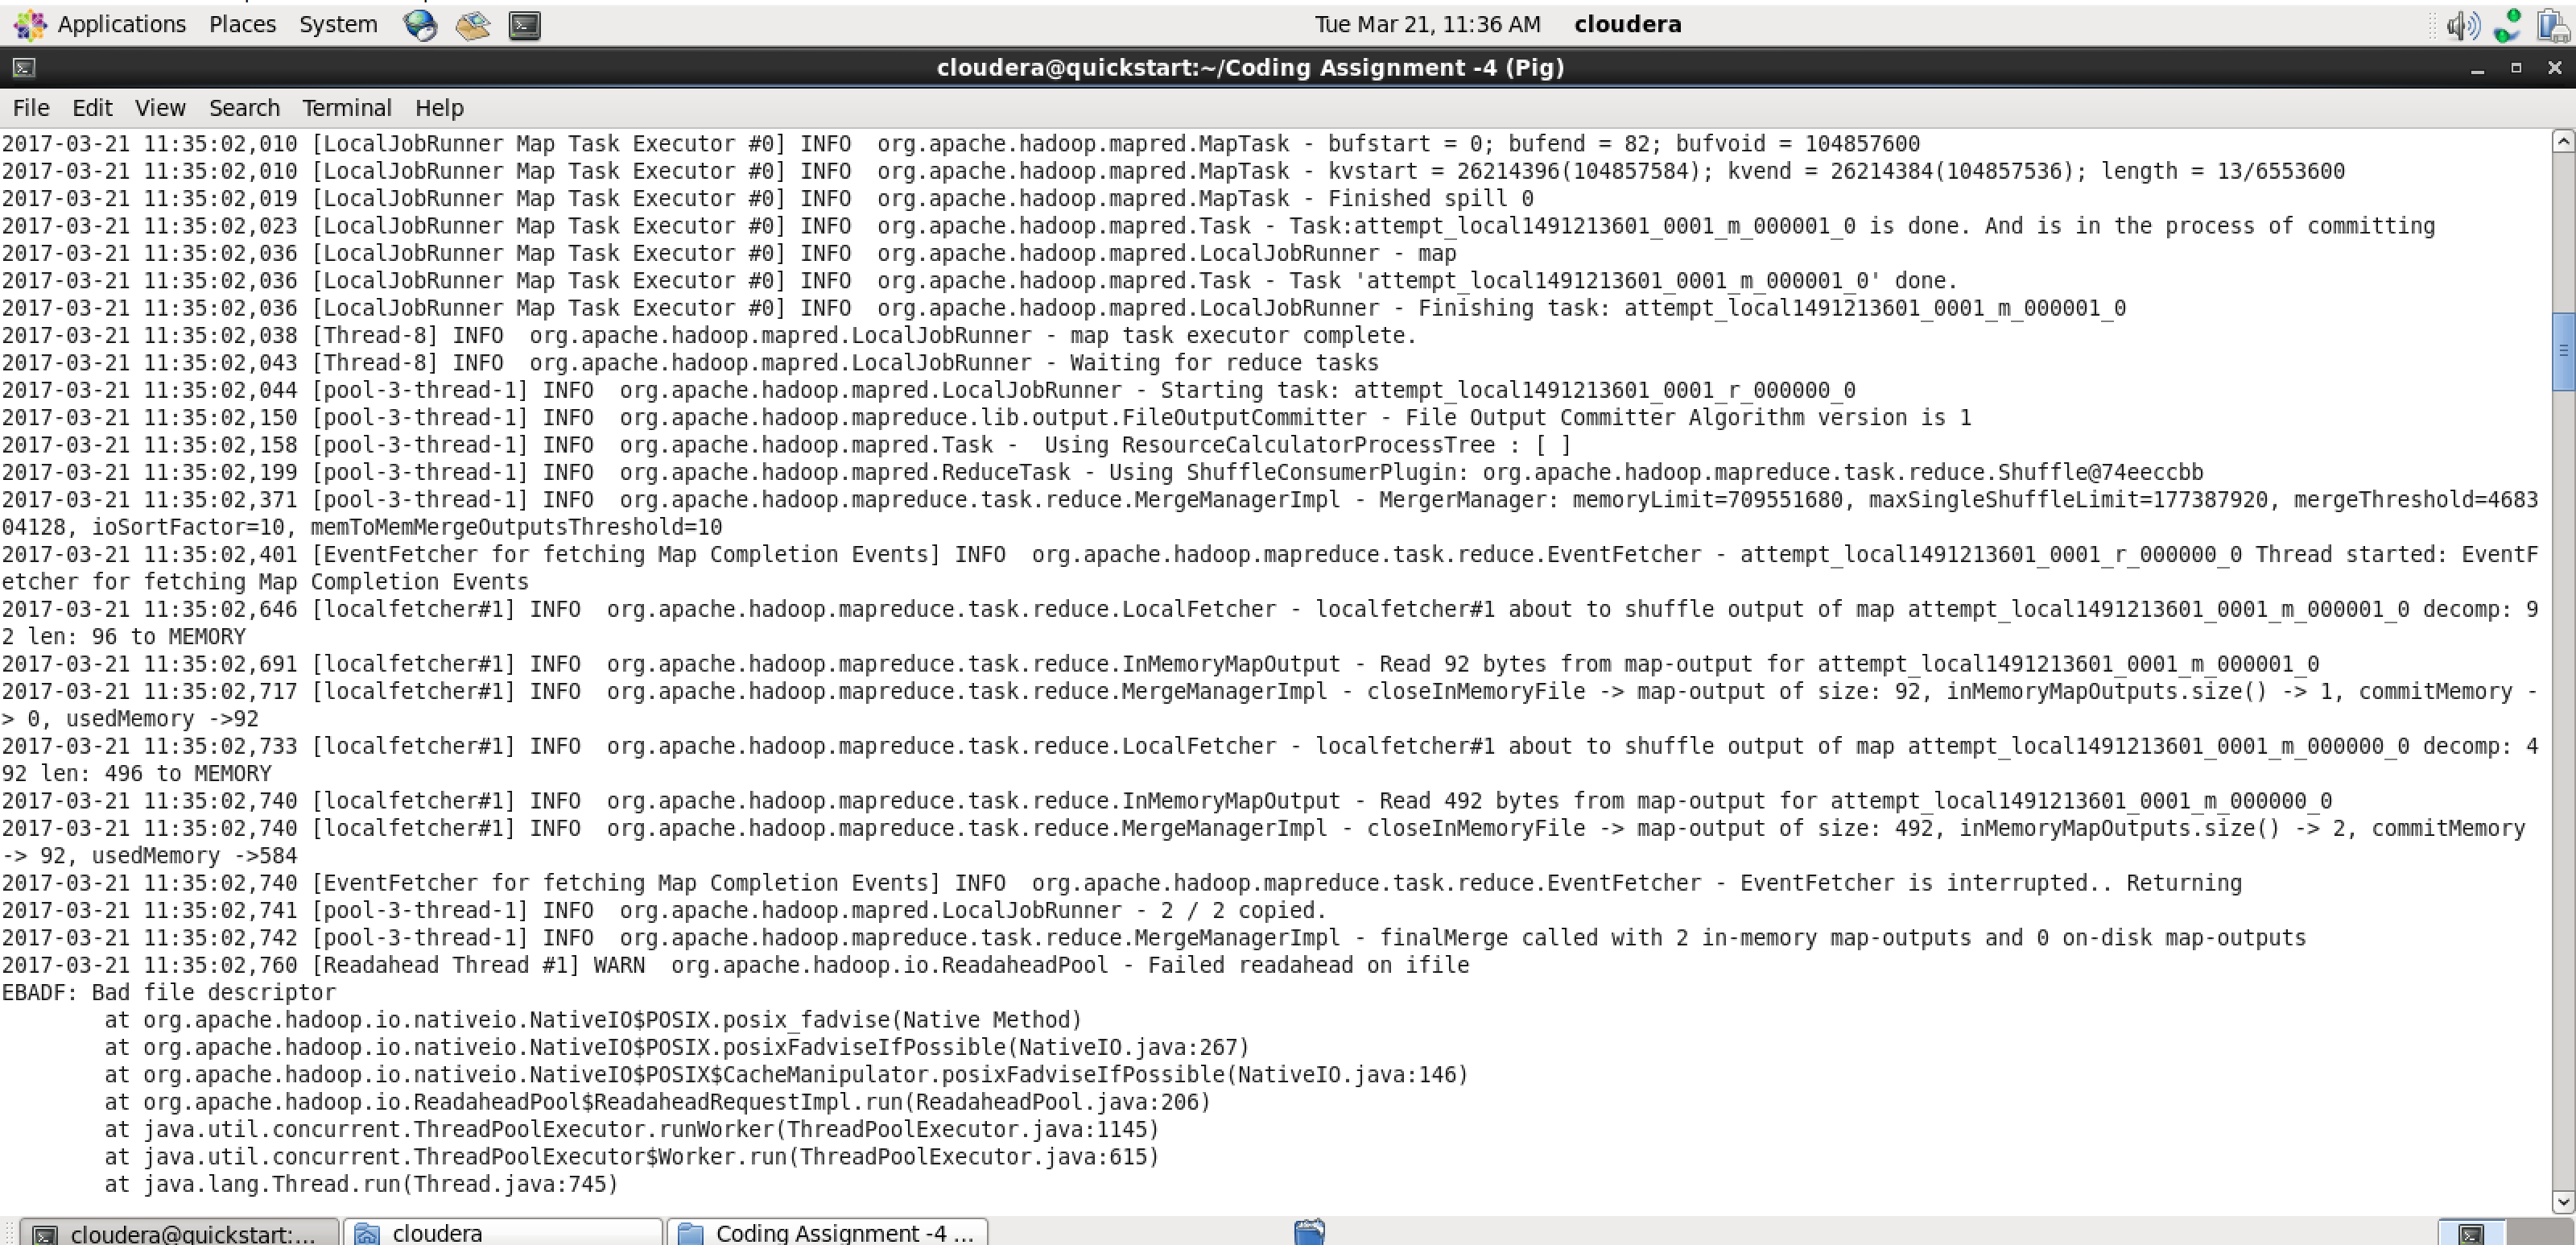 Applications Places System Tue Mar 21, 11:36 AM cloudera
cloudera@quickstart:~/Coding Assignment -4 (Pig)
File Edit View Search Terminal Help
2017-03-21 11:35:02,010 [LocalJobRunner Map Task Executor #0] INFO  org.apache.hadoop.mapred.MapTask - bufstart = 0; bufend = 82; bufvoid = 104857600
2017-03-21 11:35:02,010 [LocalJobRunner Map Task Executor #0] INFO  org.apache.hadoop.mapred.MapTask - kvstart = 26214396(104857584); kvend = 26214384(104857536); length = 13/6553600
2017-03-21 11:35:02,019 [LocalJobRunner Map Task Executor #0] INFO  org.apache.hadoop.mapred.MapTask - Finished spill 0
2017-03-21 11:35:02,023 [LocalJobRunner Map Task Executor #0] INFO  org.apache.hadoop.mapred.Task - Task:attempt_local1491213601_0001_m_000001_0 is done. And is in the process of committing
2017-03-21 11:35:02,036 [LocalJobRunner Map Task Executor #0] INFO  org.apache.hadoop.mapred.LocalJobRunner - map
2017-03-21 11:35:02,036 [LocalJobRunner Map Task Executor #0] INFO  org.apache.hadoop.mapred.Task - Task 'attempt_local1491213601_0001_m_000001_0' done.
2017-03-21 11:35:02,036 [LocalJobRunner Map Task Executor #0] INFO  org.apache.hadoop.mapred.LocalJobRunner - Finishing task: attempt_local1491213601_0001_m_000001_0
2017-03-21 11:35:02,038 [Thread-8] INFO  org.apache.hadoop.mapred.LocalJobRunner - map task executor complete.
2017-03-21 11:35:02,043 [Thread-8] INFO  org.apache.hadoop.mapred.LocalJobRunner - Waiting for reduce tasks
2017-03-21 11:35:02,044 [pool-3-thread-1] INFO  org.apache.hadoop.mapred.LocalJobRunner - Starting task: attempt_local1491213601_0001_r_000000_0
2017-03-21 11:35:02,150 [pool-3-thread-1] INFO  org.apache.hadoop.mapreduce.lib.output.FileOutputCommitter - File Output Committer Algorithm version is 1
2017-03-21 11:35:02,158 [pool-3-thread-1] INFO  org.apache.hadoop.mapred.Task -  Using ResourceCalculatorProcessTree : [ ]
2017-03-21 11:35:02,199 [pool-3-thread-1] INFO  org.apache.hadoop.mapred.ReduceTask - Using ShuffleConsumerPlugin: org.apache.hadoop.mapreduce.task.reduce.Shuffle@74eeccbb
2017-03-21 11:35:02,371 [pool-3-thread-1] INFO  org.apache.hadoop.mapreduce.task.reduce.MergeManagerImpl - MergerManager: memoryLimit=709551680, maxSingleShuffleLimit=177387920, mergeThreshold=4683
04128, ioSortFactor=10, memToMemMergeOutputsThreshold=10
2017-03-21 11:35:02,401 [EventFetcher for fetching Map Completion Events] INFO  org.apache.hadoop.mapreduce.task.reduce.EventFetcher - attempt_local1491213601_0001_r_000000_0 Thread started: EventF
etcher for fetching Map Completion Events
2017-03-21 11:35:02,646 [localfetcher#1] INFO  org.apache.hadoop.mapreduce.task.reduce.LocalFetcher - localfetcher#1 about to shuffle output of map attempt_local1491213601_0001_m_000001_0 decomp: 9
2 len: 96 to MEMORY
2017-03-21 11:35:02,691 [localfetcher#1] INFO  org.apache.hadoop.mapreduce.task.reduce.InMemoryMapOutput - Read 92 bytes from map-output for attempt_local1491213601_0001_m_000001_0
2017-03-21 11:35:02,717 [localfetcher#1] INFO  org.apache.hadoop.mapreduce.task.reduce.MergeManagerImpl - closeInMemoryFile -> map-output of size: 92, inMemoryMapOutputs.size() -> 1, commitMemory -
> 0, usedMemory ->92
2017-03-21 11:35:02,733 [localfetcher#1] INFO  org.apache.hadoop.mapreduce.task.reduce.LocalFetcher - localfetcher#1 about to shuffle output of map attempt_local1491213601_0001_m_000000_0 decomp: 4
92 len: 496 to MEMORY
2017-03-21 11:35:02,740 [localfetcher#1] INFO  org.apache.hadoop.mapreduce.task.reduce.InMemoryMapOutput - Read 492 bytes from map-output for attempt_local1491213601_0001_m_000000_0
2017-03-21 11:35:02,740 [localfetcher#1] INFO  org.apache.hadoop.mapreduce.task.reduce.MergeManagerImpl - closeInMemoryFile -> map-output of size: 492, inMemoryMapOutputs.size() -> 2, commitMemory
-> 92, usedMemory ->584
2017-03-21 11:35:02,740 [EventFetcher for fetching Map Completion Events] INFO  org.apache.hadoop.mapreduce.task.reduce.EventFetcher - EventFetcher is interrupted.. Returning
2017-03-21 11:35:02,741 [pool-3-thread-1] INFO  org.apache.hadoop.mapred.LocalJobRunner - 2 / 2 copied.
2017-03-21 11:35:02,742 [pool-3-thread-1] INFO  org.apache.hadoop.mapreduce.task.reduce.MergeManagerImpl - finalMerge called with 2 in-memory map-outputs and 0 on-disk map-outputs
2017-03-21 11:35:02,760 [Readahead Thread #1] WARN  org.apache.hadoop.io.ReadaheadPool - Failed readahead on ifile
EBADF: Bad file descriptor
        at org.apache.hadoop.io.nativeio.NativeIO$POSIX.posix_fadvise(Native Method)
        at org.apache.hadoop.io.nativeio.NativeIO$POSIX.posixFadviseIfPossible(NativeIO.java:267)
        at org.apache.hadoop.io.nativeio.NativeIO$POSIX$CacheManipulator.posixFadviseIfPossible(NativeIO.java:146)
        at org.apache.hadoop.io.ReadaheadPool$ReadaheadRequestImpl.run(ReadaheadPool.java:206)
        at java.util.concurrent.ThreadPoolExecutor.runWorker(ThreadPoolExecutor.java:1145)
        at java.util.concurrent.ThreadPoolExecutor$Worker.run(ThreadPoolExecutor.java:615)
        at java.lang.Thread.run(Thread.java:745)
cloudera@quickstart:... cloudera Coding Assignment -4 ...